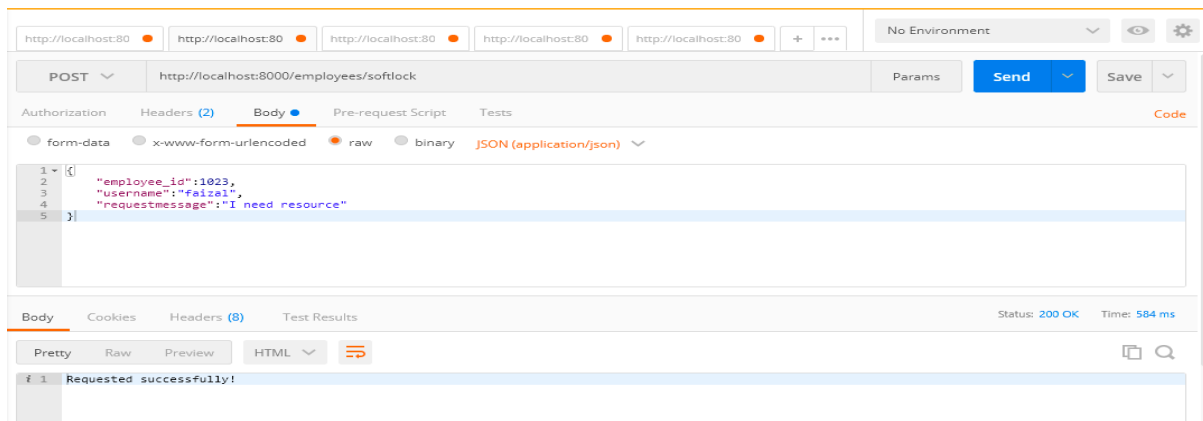 http://localhost:80 http://localhost:80 http://localhost:80 http://localhost:80 http://localhost:80 + ••• No Environment
POST http://localhost:8000/employees/softlock Params Send Save
Authorization Headers (2) Body Pre-request Script Tests Code
form-data x-www-form-urlencoded raw binary JSON (application/json)
1 {
2 "employee_id":1023,
3 "username":"faizal",
4 "requestmessage":"I need resource"
5 }
Body Cookies Headers (8) Test Results Status: 200 OK Time: 584 ms
Pretty Raw Preview HTML
i 1 Requested successfully!